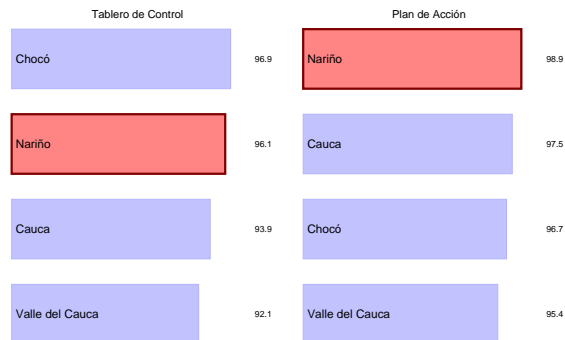 Tablero de Control
Chocó 96.9
Nariño 96.1
Cauca 93.9
Valle del Cauca 92.1
Plan de Acción
Nariño 98.9
Cauca 97.5
Chocó 96.7
Valle del Cauca 95.4